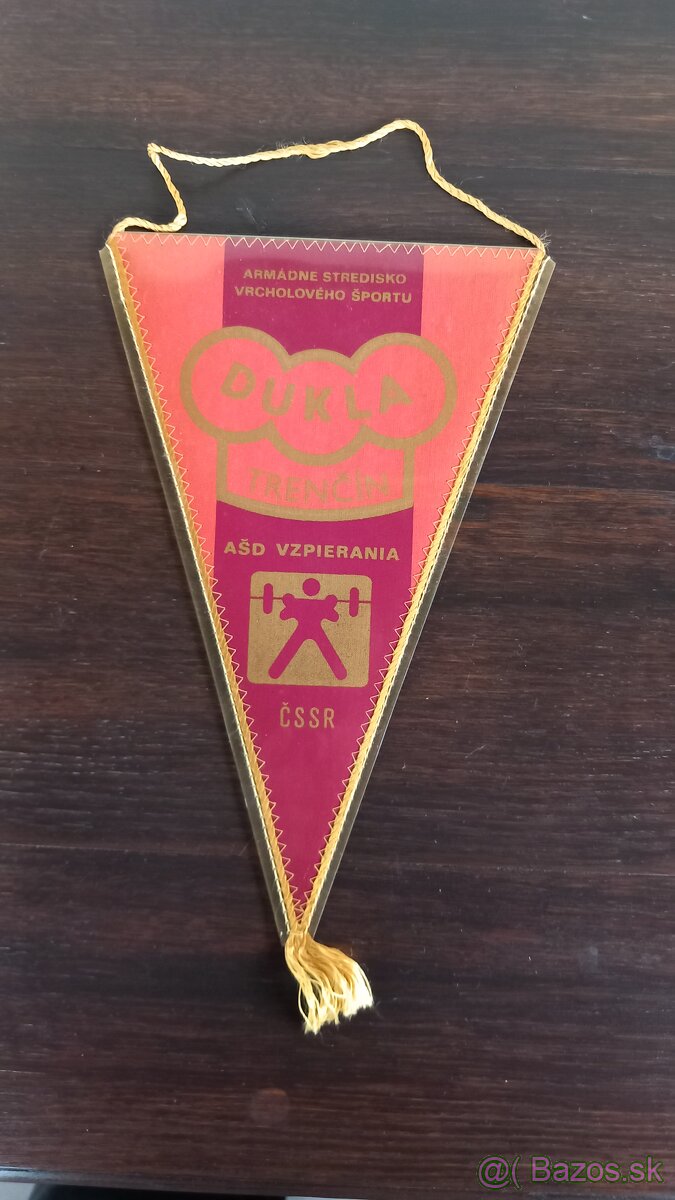 ARMÁDNE STREDISKO
VRCHOLOVÉHO ŠPORTU
DUKLA
TRENČÍN
AŠD VZPIERANIA
ČSSR
@( Bazos.sk